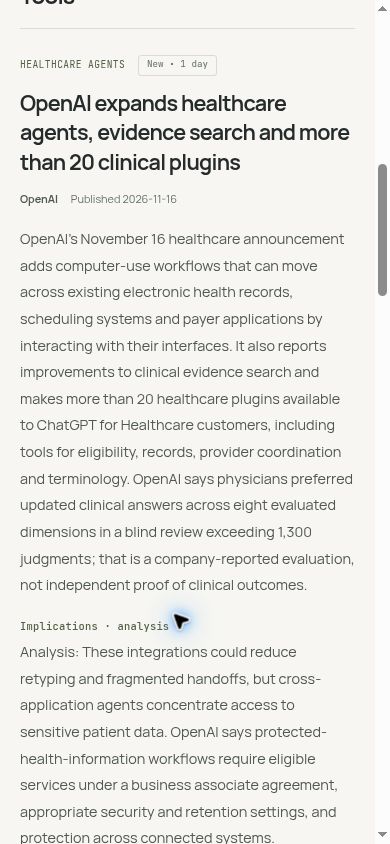 Tools
HEALTHCARE AGENTS
New • 1 day
OpenAI expands healthcare
agents, evidence search and more
than 20 clinical plugins
OpenAI Published 2026-11-16
OpenAI's November 16 healthcare announcement
adds computer-use workflows that can move
across existing electronic health records,
scheduling systems and payer applications by
interacting with their interfaces. It also reports
improvements to clinical evidence search and
makes more than 20 healthcare plugins available
to ChatGPT for Healthcare customers, including
tools for eligibility, records, provider coordination
and terminology. OpenAI says physicians preferred
updated clinical answers across eight evaluated
dimensions in a blind review exceeding 1,300
judgments; that is a company-reported evaluation,
not independent proof of clinical outcomes.
Implications · analysis
Analysis: These integrations could reduce
retyping and fragmented handoffs, but cross-
application agents concentrate access to
sensitive patient data. OpenAI says protected-
health-information workflows require eligible
services under a business associate agreement,
appropriate security and retention settings, and
protection across connected systems.